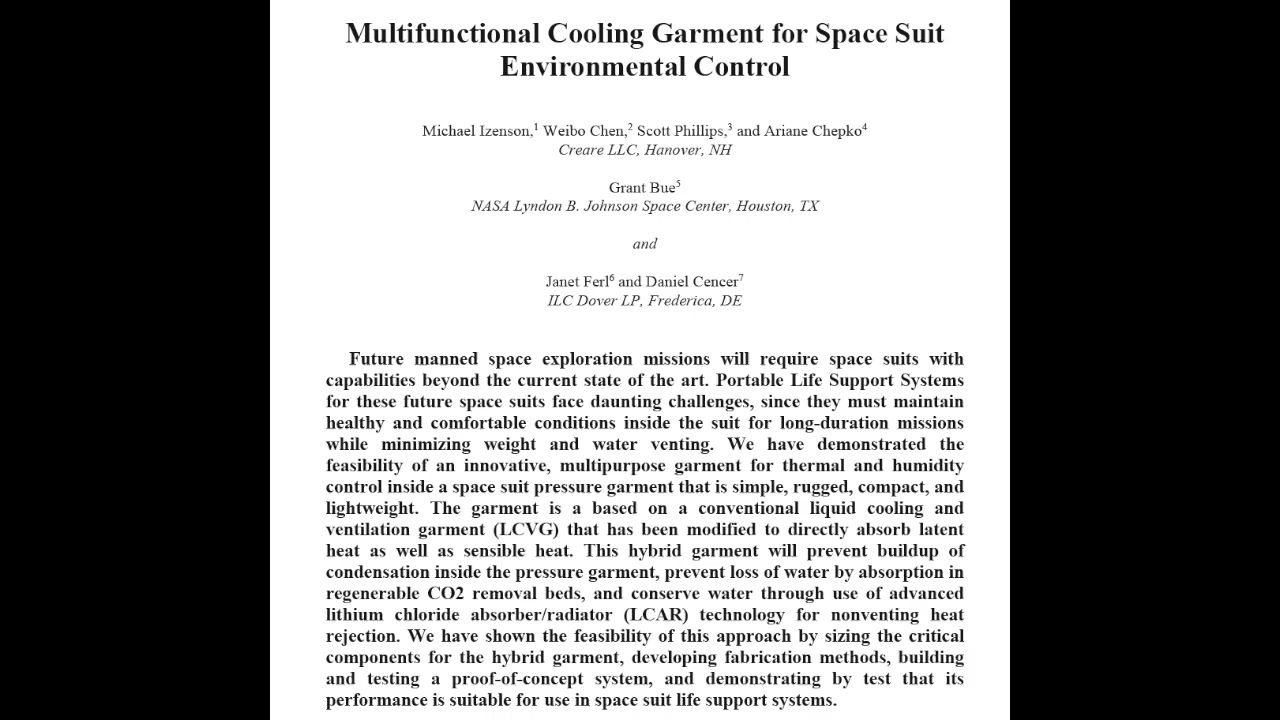 Multifunctional Cooling Garment for Space Suit
Environmental Control
Michael Izenson,1 Weibo Chen,2 Scott Phillips,3 and Ariane Chepko4
Creare LLC, Hanover, NH
Grant Bue5
NASA Lyndon B. Johnson Space Center, Houston, TX
and
Janet Ferl6 and Daniel Cencer7
ILC Dover LP, Frederica, DE
Future manned space exploration missions will require space suits with
capabilities beyond the current state of the art. Portable Life Support Systems
for these future space suits face daunting challenges, since they must maintain
healthy and comfortable conditions inside the suit for long-duration missions
while minimizing weight and water venting. We have demonstrated the
feasibility of an innovative, multipurpose garment for thermal and humidity
control inside a space suit pressure garment that is simple, rugged, compact, and
lightweight. The garment is a based on a conventional liquid cooling and
ventilation garment (LCVG) that has been modified to directly absorb latent
heat as well as sensible heat. This hybrid garment will prevent buildup of
condensation inside the pressure garment, prevent loss of water by absorption in
regenerable CO2 removal beds, and conserve water through use of advanced
lithium chloride absorber/radiator (LCAR) technology for nonventing heat
rejection. We have shown the feasibility of this approach by sizing the critical
components for the hybrid garment, developing fabrication methods, building
and testing a proof-of-concept system, and demonstrating by test that its
performance is suitable for use in space suit life support systems.